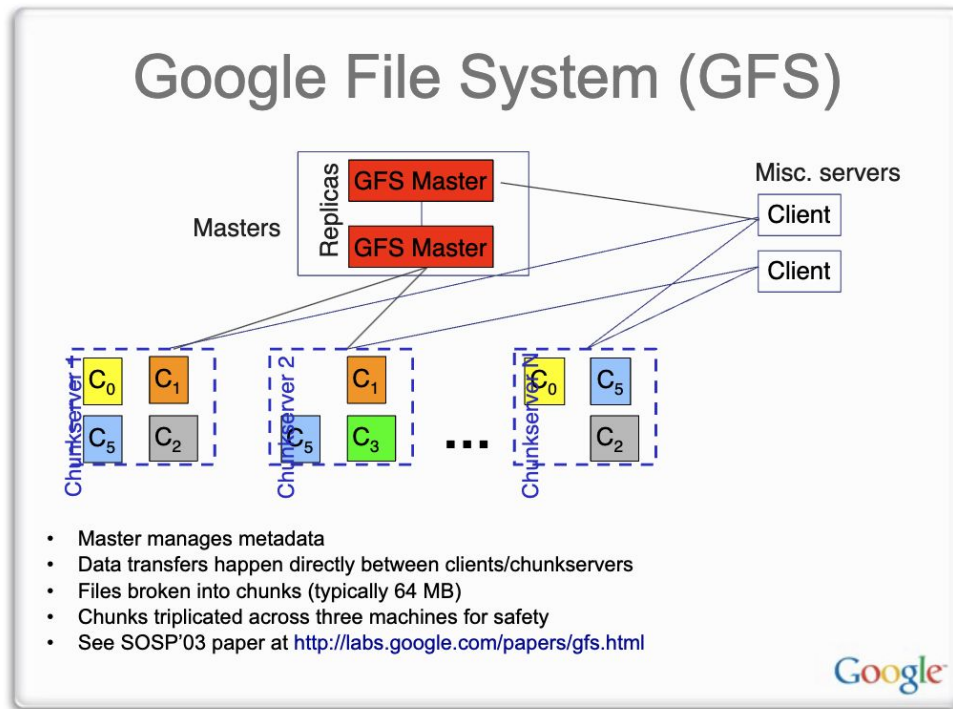 Google File System (GFS)
Replicas
GFS Master
Misc. servers
Masters
GFS Master
Client
Client
Chunkserver 1
C0
C1
C5
C2
Chunkserver 2
C1
C5
C3
...
Chunkserver N
C0
C5
C2
• Master manages metadata
• Data transfers happen directly between clients/chunkservers
• Files broken into chunks (typically 64 MB)
• Chunks triplicated across three machines for safety
• See SOSP'03 paper at http://labs.google.com/papers/gfs.html
Google